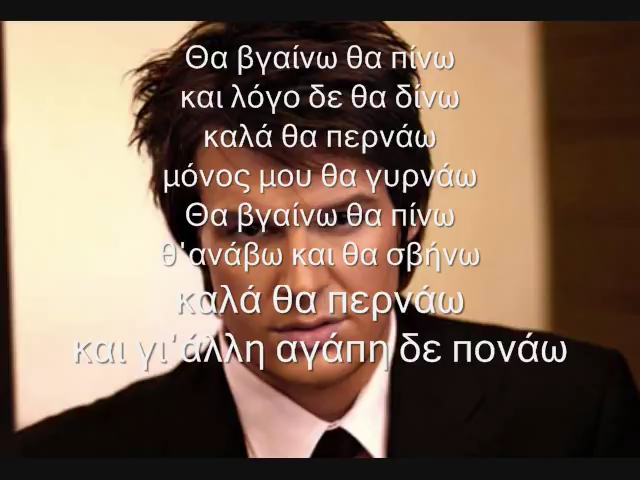 Θα βγαίνω θα πίνω
και λόγο δε θα δίνω
καλά θα περνάω
μόνος μου θα γυρνάω
Θα βγαίνω θα πίνω
θ'ανάβω και θα σβήνω
καλά θα περνάω
και γι'άλλη αγάπη δε πονάω